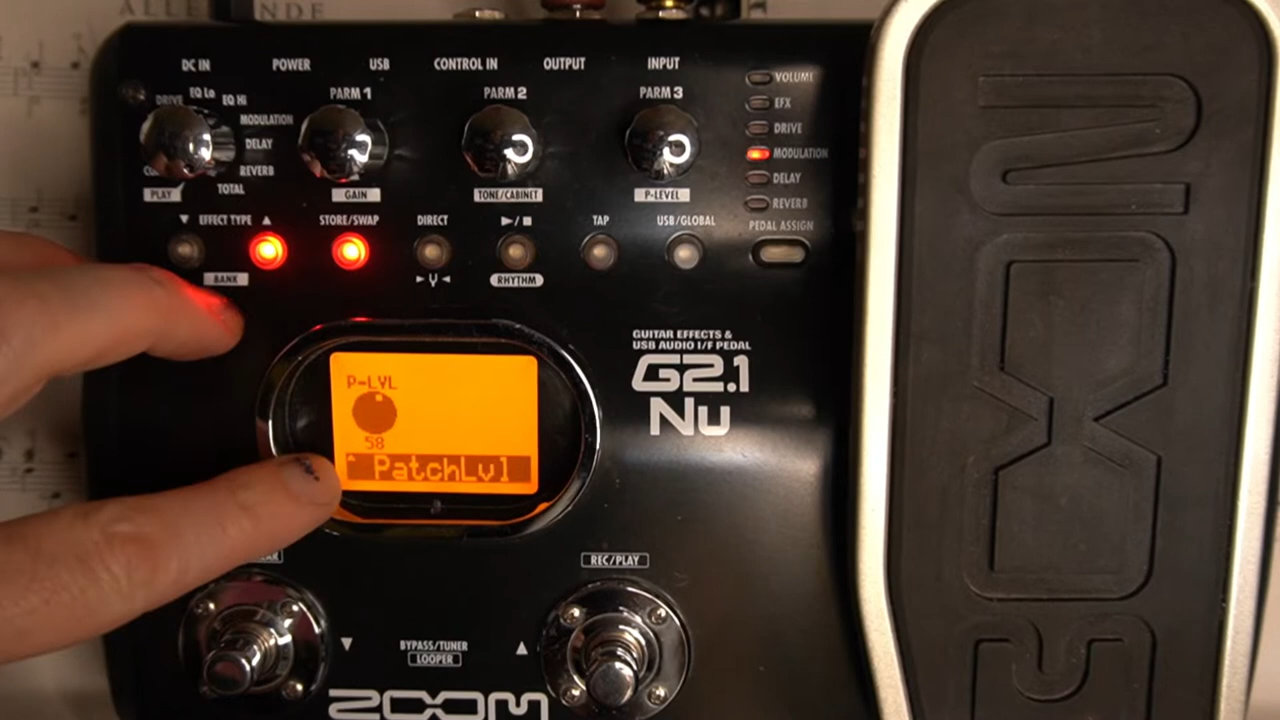 ALLE NDE
DC IN POWER USB CONTROL IN OUTPUT INPUT
DRIVE EQ Lo EQ Hi PARM 1 PARM 2 PARM 3 VOLUME
EFX
MODULATION DRIVE
DELAY MODULATION
REVERB DELAY
TOTAL REVERB
PLAY GAIN TONE/CABINET P-LEVEL
▼ EFFECT TYPE ▲ STORE/SWAP DIRECT ►/■ TAP USB/GLOBAL PEDAL ASSIGN
BANK ►Y◄ RHYTHM
GUITAR EFFECTS &
USB AUDIO I/F PEDAL
G2.1
Nu
P-LVL
58
PatchLvl
REC/PLAY
▼ BYPASS/TUNER ▲
LOOPER
ZOOM
ZOOM